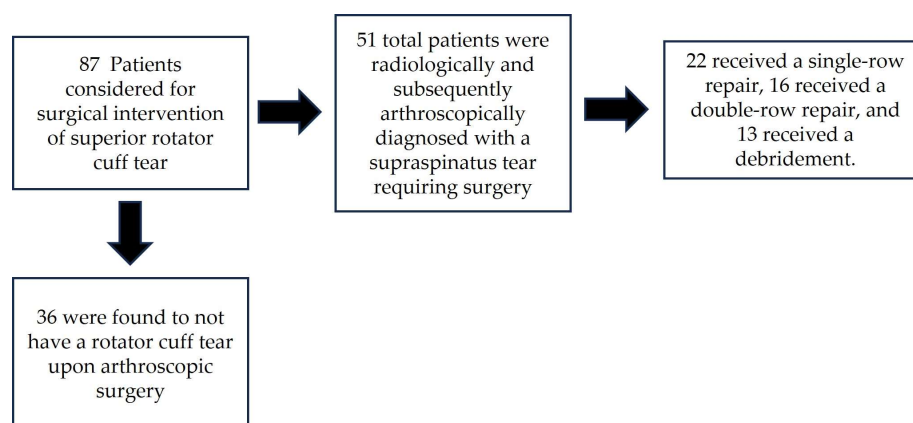 87 Patients
considered for
surgical intervention
of superior rotator
cuff tear
51 total patients were
radiologically and
subsequently
arthroscopically
diagnosed with a
supraspinatus tear
requiring surgery
22 received a single-row
repair, 16 received a
double-row repair, and
13 received a
debridement.
36 were found to not
have a rotator cuff tear
upon arthroscopic
surgery